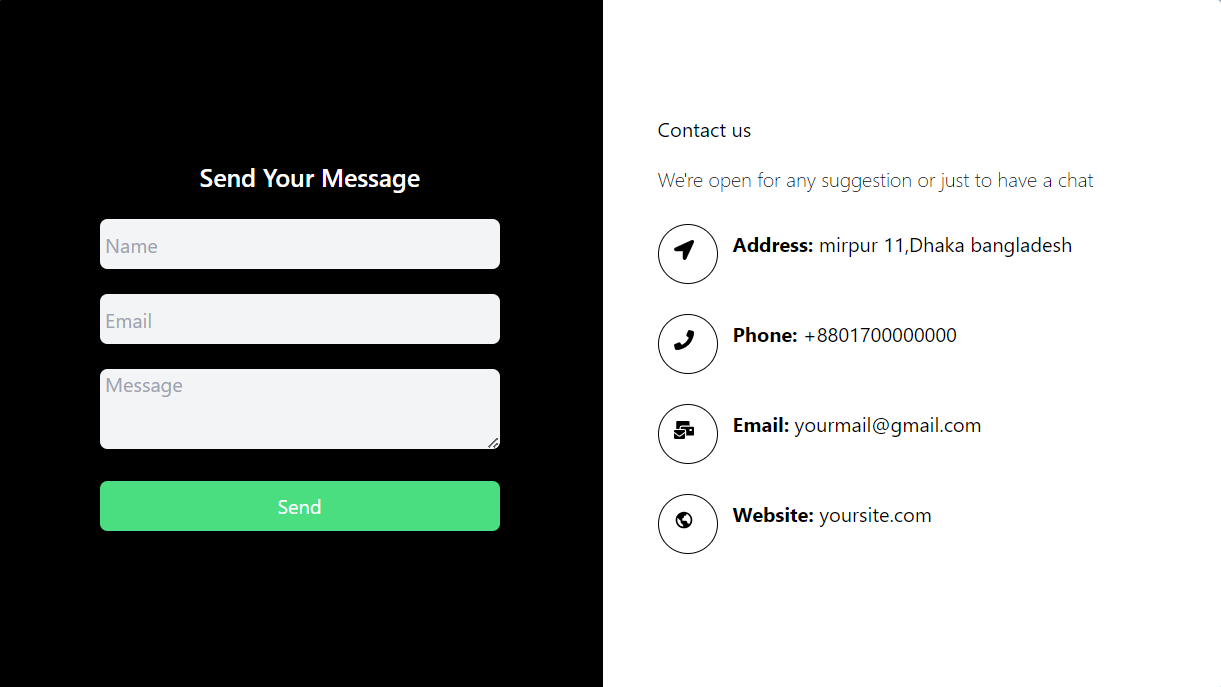 Send Your Message
Name
Email
Message
Send
Contact us
We're open for any suggestion or just to have a chat
Address: mirpur 11,Dhaka bangladesh
Phone: +8801700000000
Email: yourmail@gmail.com
Website: yoursite.com